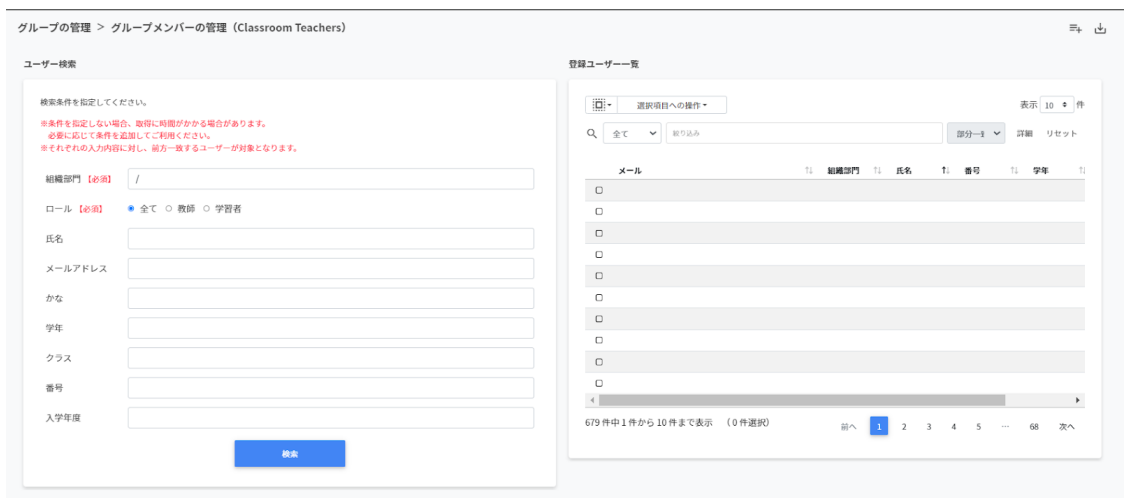 グループの管理 > グループメンバーの管理（Classroom Teachers）
ユーザー検索
検索条件を指定してください。
※条件を指定しない場合、取得に時間がかかる場合があります。
必要に応じて条件を追加してご利用ください。
※それぞれの入力内容に対し、前方一致するユーザーが対象となります。
組織部門 【必須】 /
ロール 【必須】 全て 教師 学習者
氏名
メールアドレス
かな
学年
クラス
番号
入学年度
検索
登録ユーザー一覧
選択項目への操作 表示 10 件
全て 絞り込み 部分一致 詳細 リセット
メール 組織部門 氏名 番号 学年
679 件中 1 件から 10 件まで表示 （0 件選択）
前へ 1 2 3 4 5 … 68 次へ